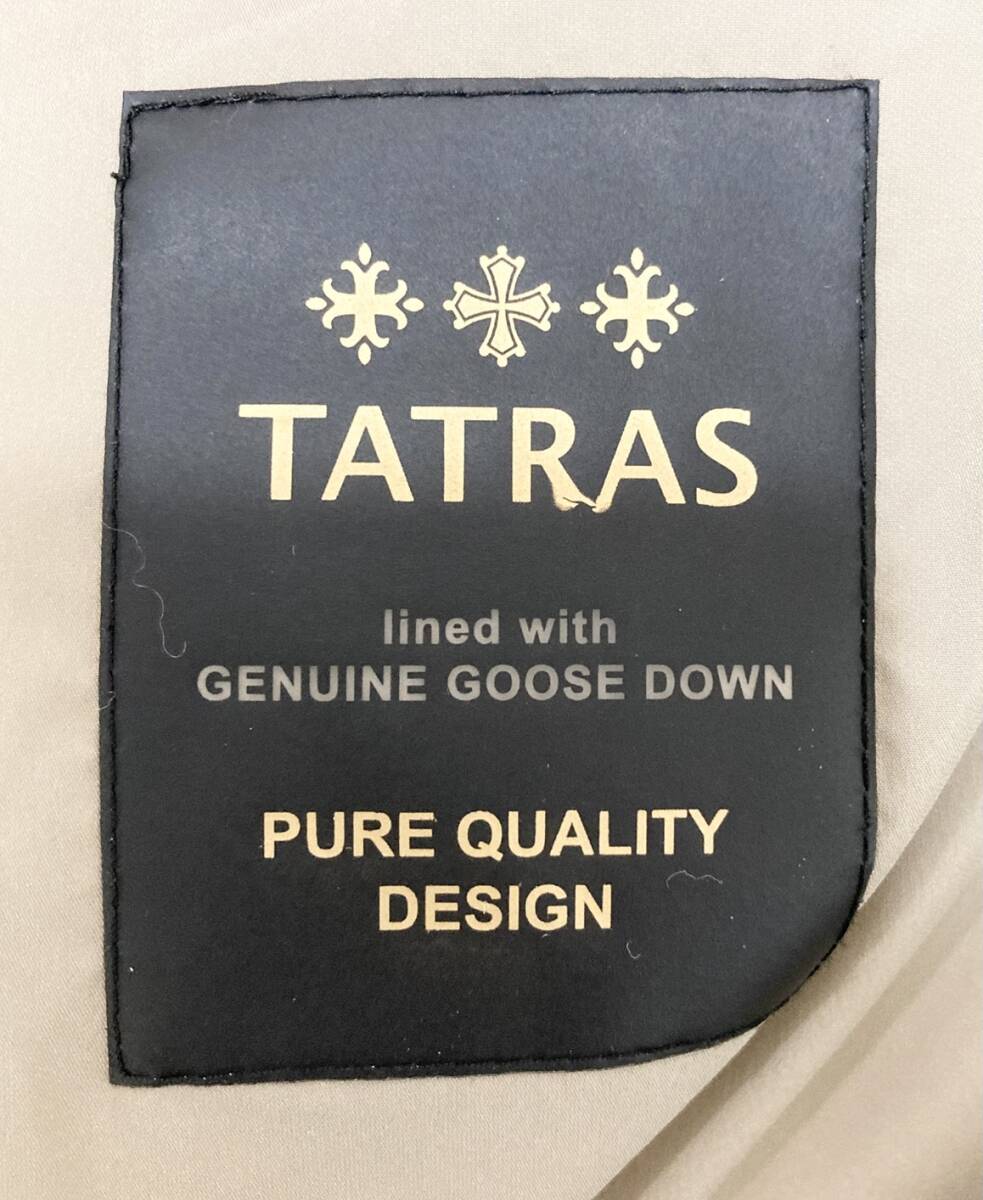 TATRAS
lined with
GENUINE GOOSE DOWN
PURE QUALITY
DESIGN